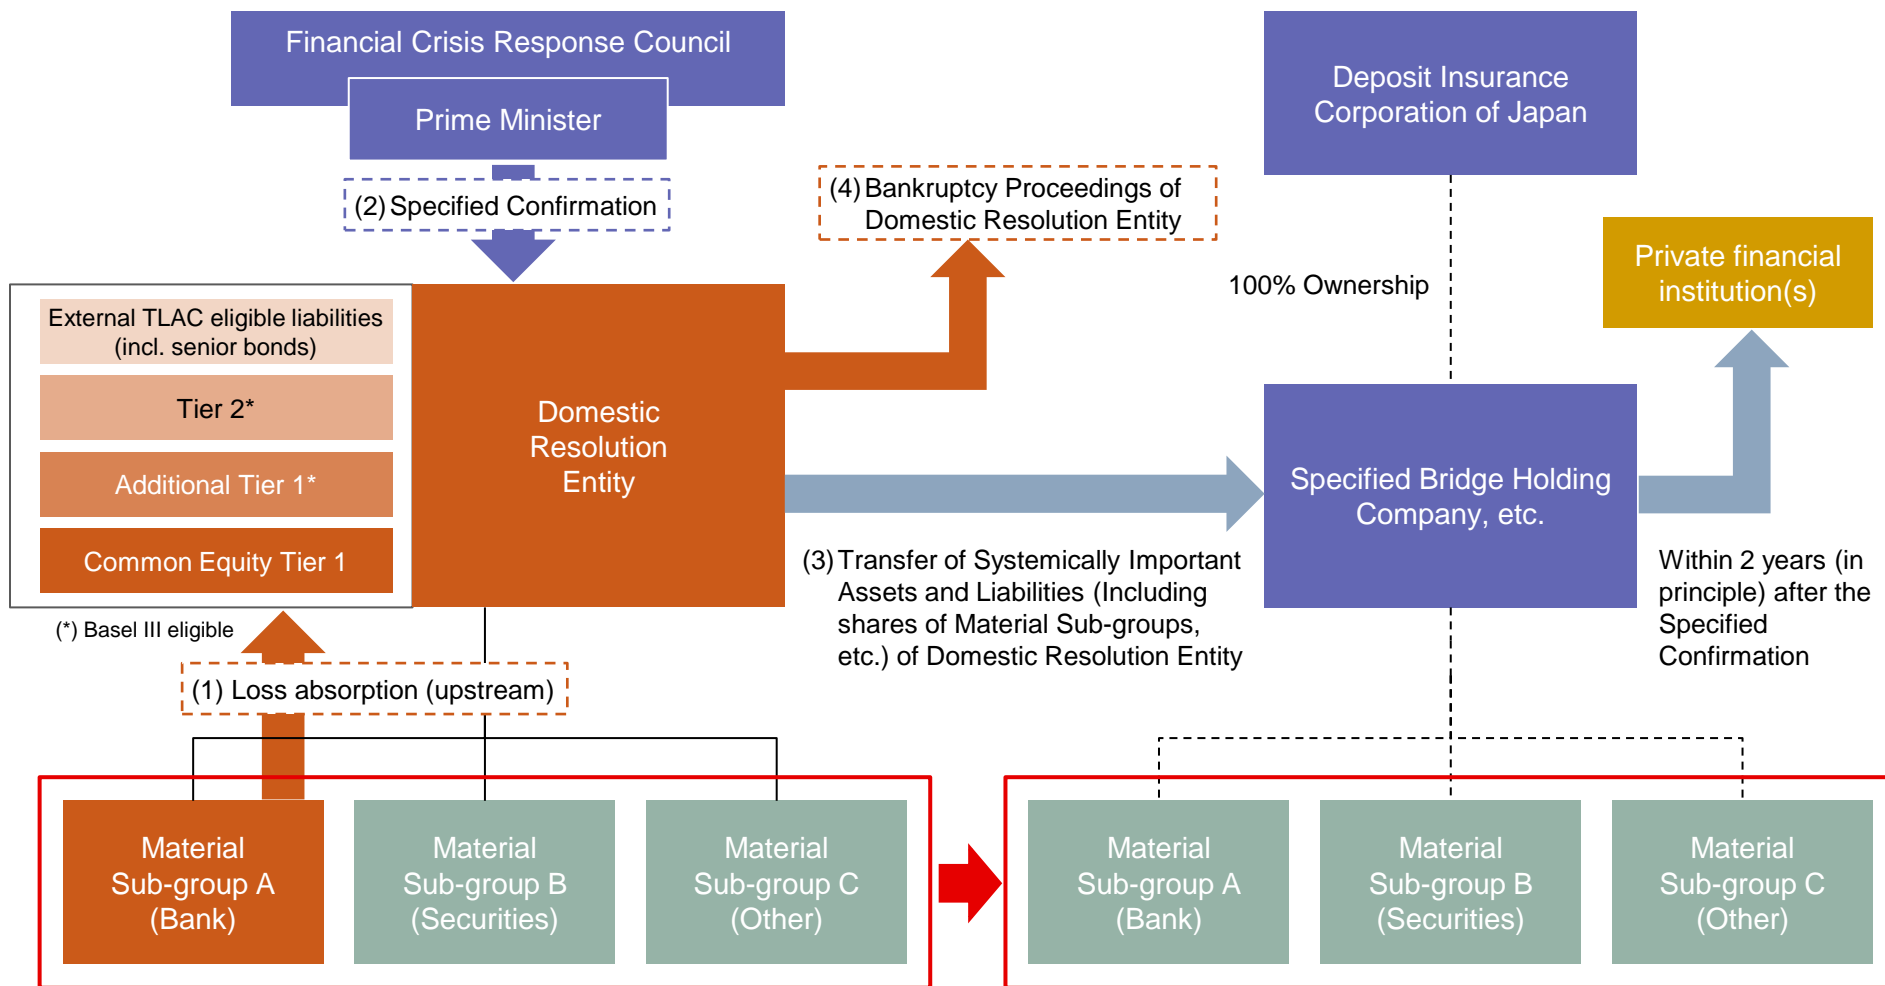 Financial Crisis Response Council
Prime Minister
(2) Specified Confirmation
Deposit Insurance
Corporation of Japan
(4) Bankruptcy Proceedings of
Domestic Resolution Entity
100% Ownership
Private financial
institution(s)
External TLAC eligible liabilities
(incl. senior bonds)
Tier 2*
Additional Tier 1*
Common Equity Tier 1
(*) Basel III eligible
Domestic
Resolution
Entity
Specified Bridge Holding
Company, etc.
(3) Transfer of Systemically Important
Assets and Liabilities (Including
shares of Material Sub-groups,
etc.) of Domestic Resolution Entity
Within 2 years (in
principle) after the
Specified
Confirmation
(1) Loss absorption (upstream)
Material
Sub-group A
(Bank)
Material
Sub-group B
(Securities)
Material
Sub-group C
(Other)
Material
Sub-group A
(Bank)
Material
Sub-group B
(Securities)
Material
Sub-group C
(Other)